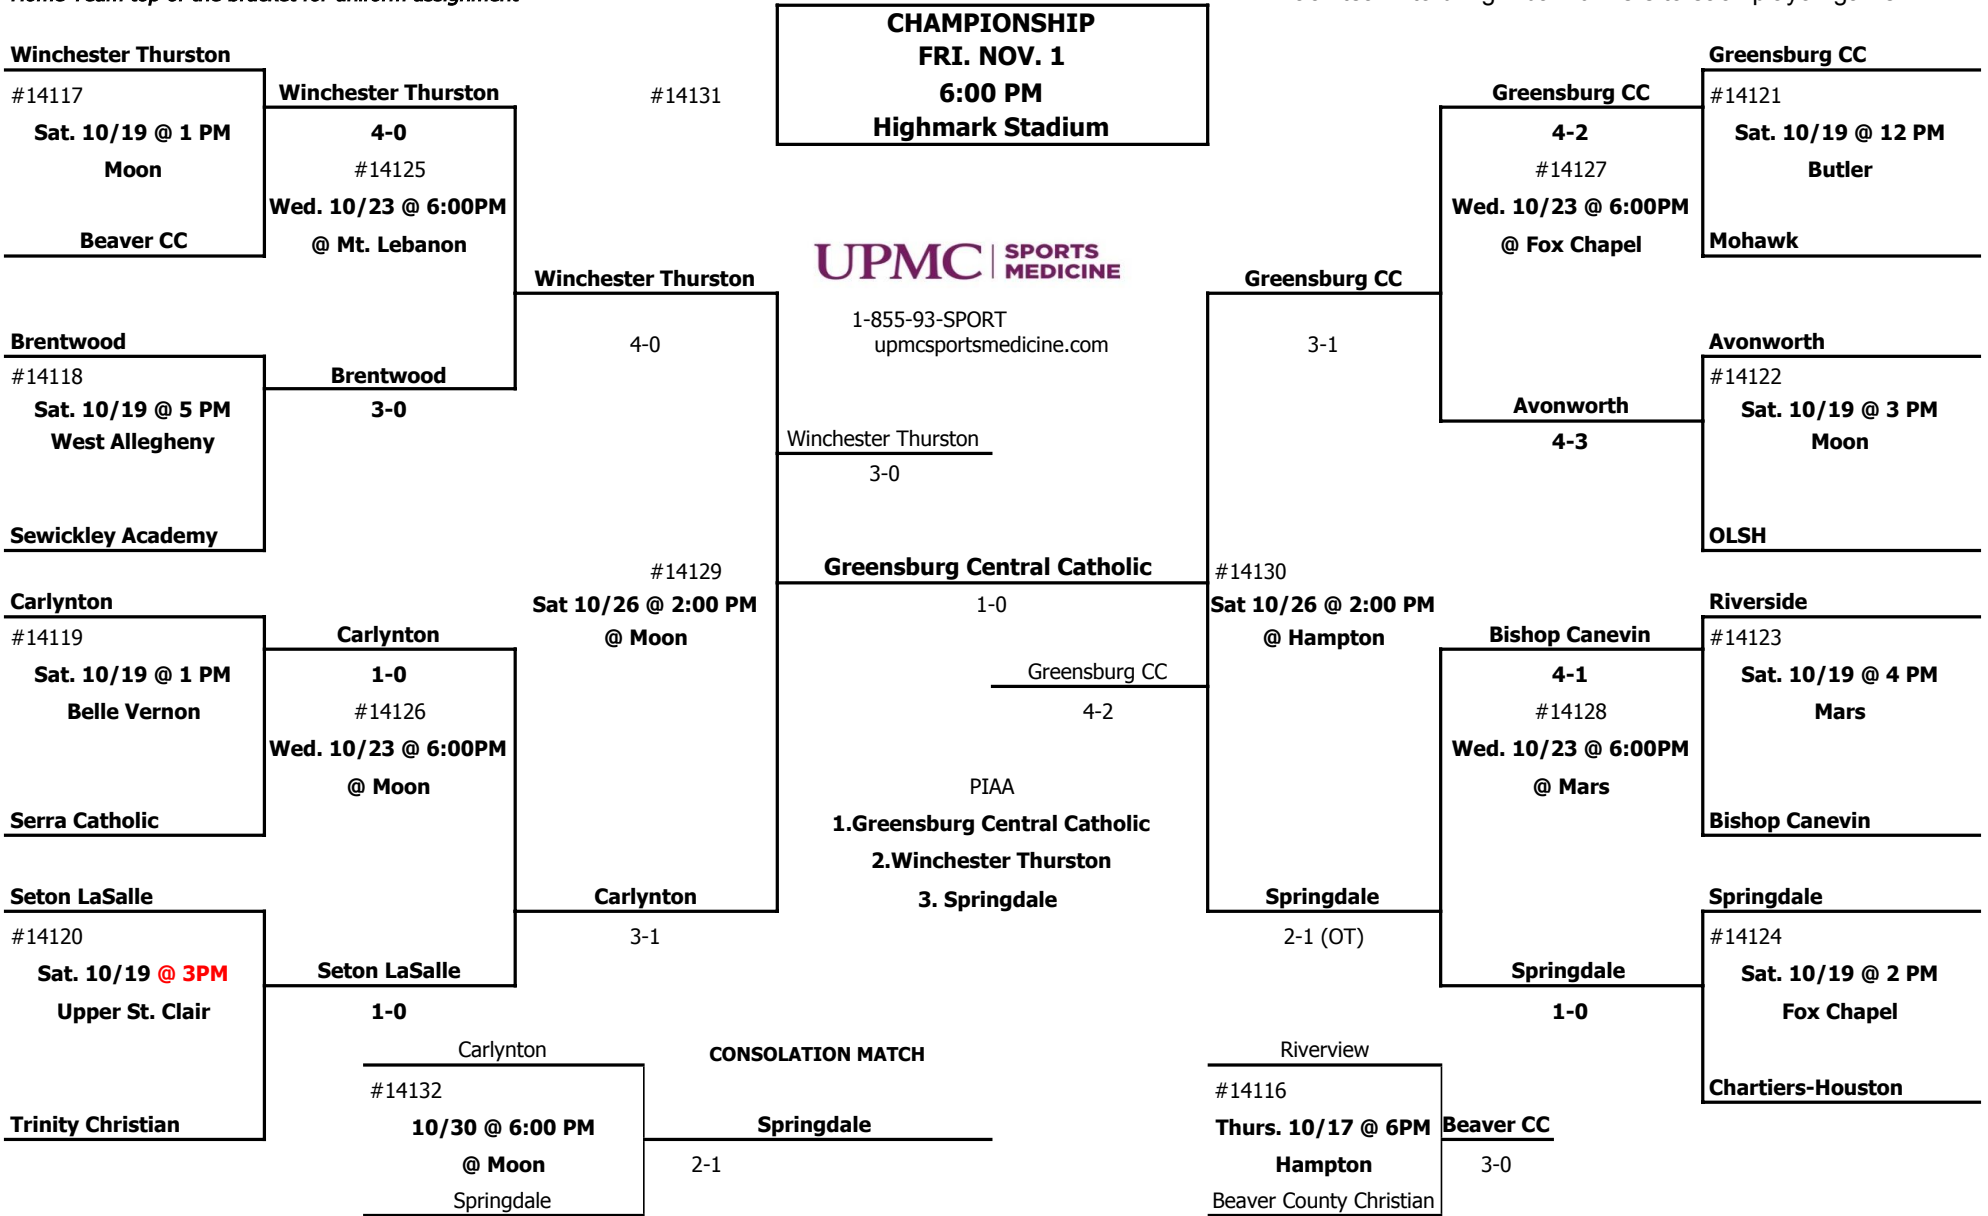 Home Team top of the bracket for uniform assignment
CHAMPIONSHIP
FRI. NOV. 1
6:00 PM
Highmark Stadium
#14131
Winchester Thurston
#14117
Sat. 10/19 @ 1 PM
Moon
Beaver CC
Winchester Thurston
4-0
#14125
Wed. 10/23 @ 6:00PM
@ Mt. Lebanon
Brentwood
#14118
Sat. 10/19 @ 5 PM
West Allegheny
Sewickley Academy
Brentwood
3-0
Winchester Thurston
4-0
Carlynton
#14119
Sat. 10/19 @ 1 PM
Belle Vernon
Serra Catholic
Carlynton
1-0
#14126
Wed. 10/23 @ 6:00PM
@ Moon
Seton LaSalle
#14120
Sat. 10/19 @ 3PM
Upper St. Clair
Trinity Christian
Seton LaSalle
1-0
#14129
Sat 10/26 @ 2:00 PM
@ Moon
Carlynton
3-1
UPMC | SPORTS
MEDICINE
1-855-93-SPORT
upmcsportsmedicine.com
Winchester Thurston
3-0
Greensburg Central Catholic
1-0
Greensburg CC
4-2
PIAA
1.Greensburg Central Catholic
2.Winchester Thurston
3. Springdale
Greensburg CC
3-1
#14130
Sat 10/26 @ 2:00 PM
@ Hampton
Springdale
2-1 (OT)
Greensburg CC
4-2
#14127
Wed. 10/23 @ 6:00PM
@ Fox Chapel
Avonworth
4-3
Bishop Canevin
4-1
#14128
Wed. 10/23 @ 6:00PM
@ Mars
Springdale
1-0
Greensburg CC
#14121
Sat. 10/19 @ 12 PM
Butler
Mohawk
Avonworth
#14122
Sat. 10/19 @ 3 PM
Moon
OLSH
Riverside
#14123
Sat. 10/19 @ 4 PM
Mars
Bishop Canevin
Springdale
#14124
Sat. 10/19 @ 2 PM
Fox Chapel
Chartiers-Houston
CONSOLATION MATCH
Carlynton
#14132
10/30 @ 6:00 PM
@ Moon
Springdale
Springdale
2-1
Riverview
#14116
Thurs. 10/17 @ 6PM
Hampton
Beaver County Christian
Beaver CC
3-0